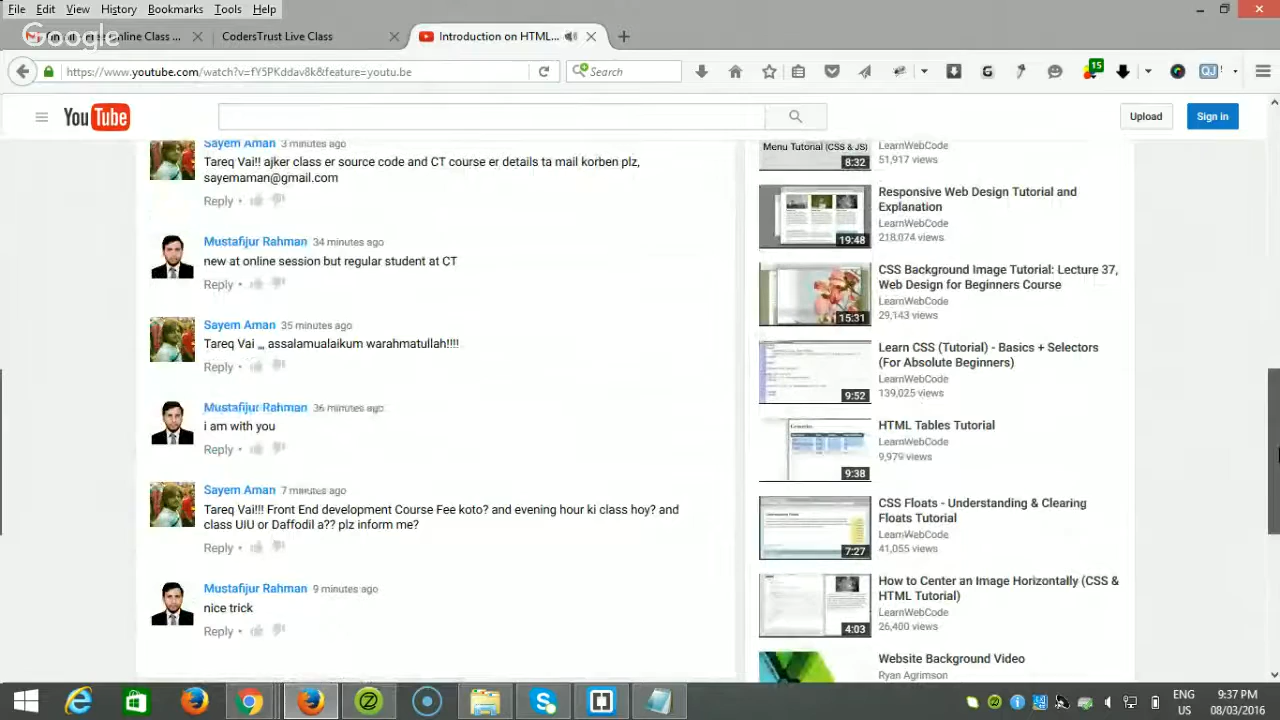 File Edit View History Bookmarks Tools Help
Google
Online Class ...
CodersTrust Live Class
Introduction on HTML...
https://www.youtube.com/watch?v=fY5PKddav8k&feature=youtu.be
Search
15
G
QJ
YouTube
Upload
Sign in
Sayem Aman 3 minutes ago
Tareq Vai!! ajker class er source code and CT course er details ta mail korben plz,
sayemaman@gmail.com
Reply •
Mustafijur Rahman 34 minutes ago
new at online session but regular student at CT
Reply •
Sayem Aman 35 minutes ago
Tareq Vai ,,, assalamualaikum warahmatullah!!!!
Reply •
Mustafijur Rahman 36 minutes ago
i am with you
Reply •
Sayem Aman 7 minutes ago
Tareq Vai!!! Front End development Course Fee koto? and evening hour ki class hoy? and
class UIU or Daffodil a?? plz inform me?
Reply •
Mustafijur Rahman 9 minutes ago
nice trick
Reply •
Menu Tutorial (CSS & JS)
8:32
LearnWebCode
51,917 views
Responsive Web Design Tutorial and
Explanation
LearnWebCode
218,074 views
19:48
CSS Background Image Tutorial: Lecture 37,
Web Design for Beginners Course
LearnWebCode
29,143 views
15:31
Learn CSS (Tutorial) - Basics + Selectors
(For Absolute Beginners)
LearnWebCode
139,025 views
9:52
HTML Tables Tutorial
LearnWebCode
9,979 views
9:38
CSS Floats - Understanding & Clearing
Floats Tutorial
LearnWebCode
41,055 views
7:27
How to Center an Image Horizontally (CSS &
HTML Tutorial)
LearnWebCode
26,400 views
4:03
Website Background Video
Ryan Agrimson
ENG
US
9:37 PM
08/03/2016